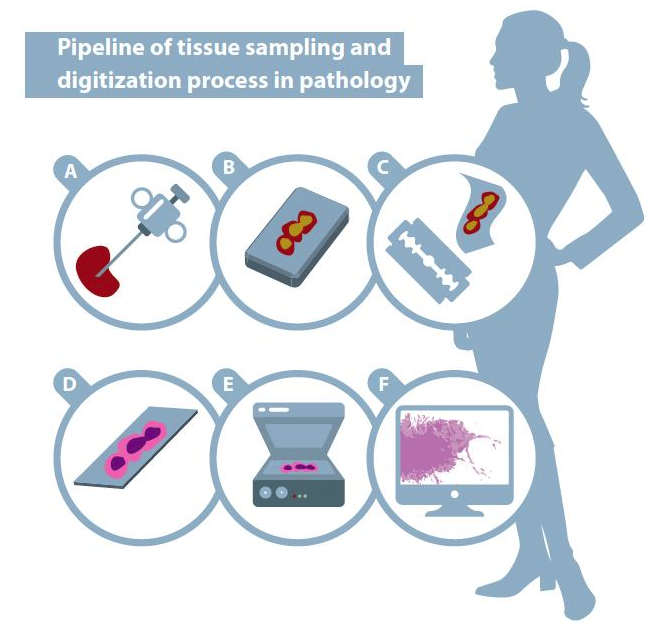 Pipeline of tissue sampling and
digitization process in pathology
A
B
C
D
E
F